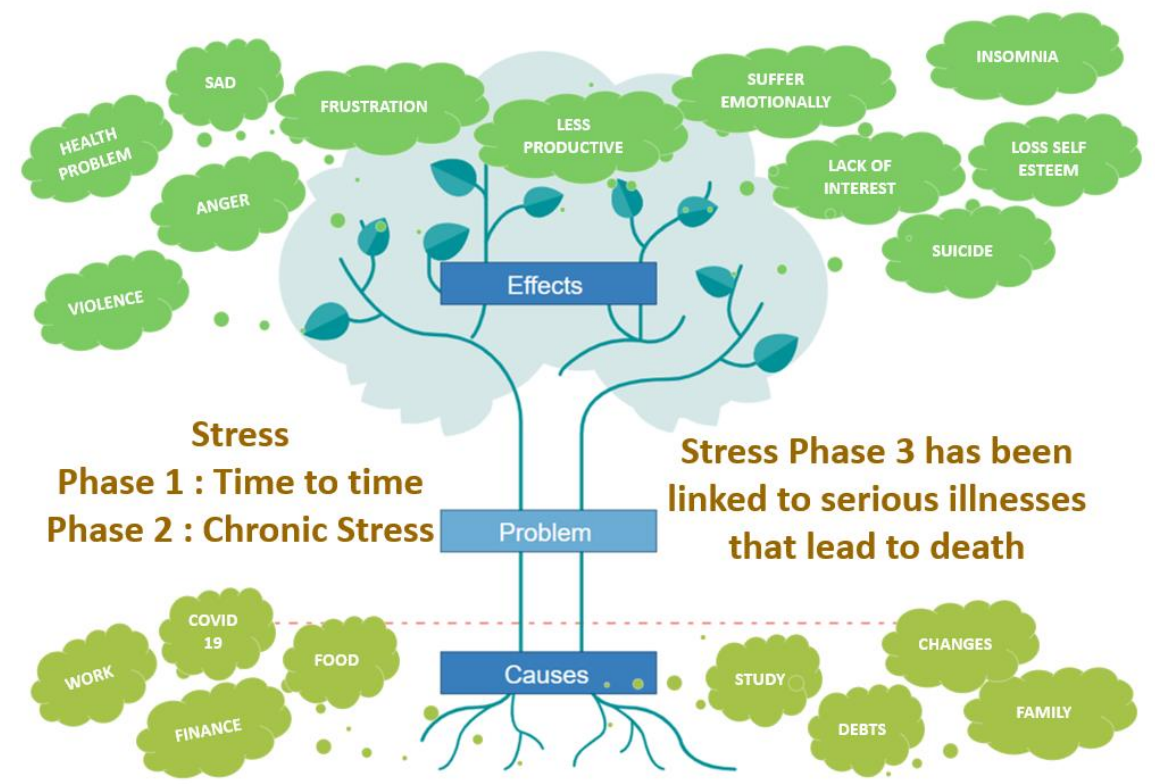 SAD
FRUSTRATION
HEALTH
PROBLEM
ANGER
VIOLENCE
LESS
PRODUCTIVE
SUFFER
EMOTIONALLY
INSOMNIA
LACK OF
INTEREST
LOSS SELF
ESTEEM
SUICIDE
Effects
Stress
Phase 1 : Time to time
Phase 2 : Chronic Stress
Stress Phase 3 has been
linked to serious illnesses
that lead to death
Problem
COVID
19
WORK
FOOD
FINANCE
Causes
STUDY
CHANGES
DEBTS
FAMILY